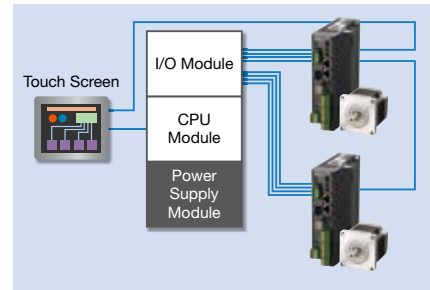 Touch Screen
I/O Module
CPU
Module
Power
Supply
Module